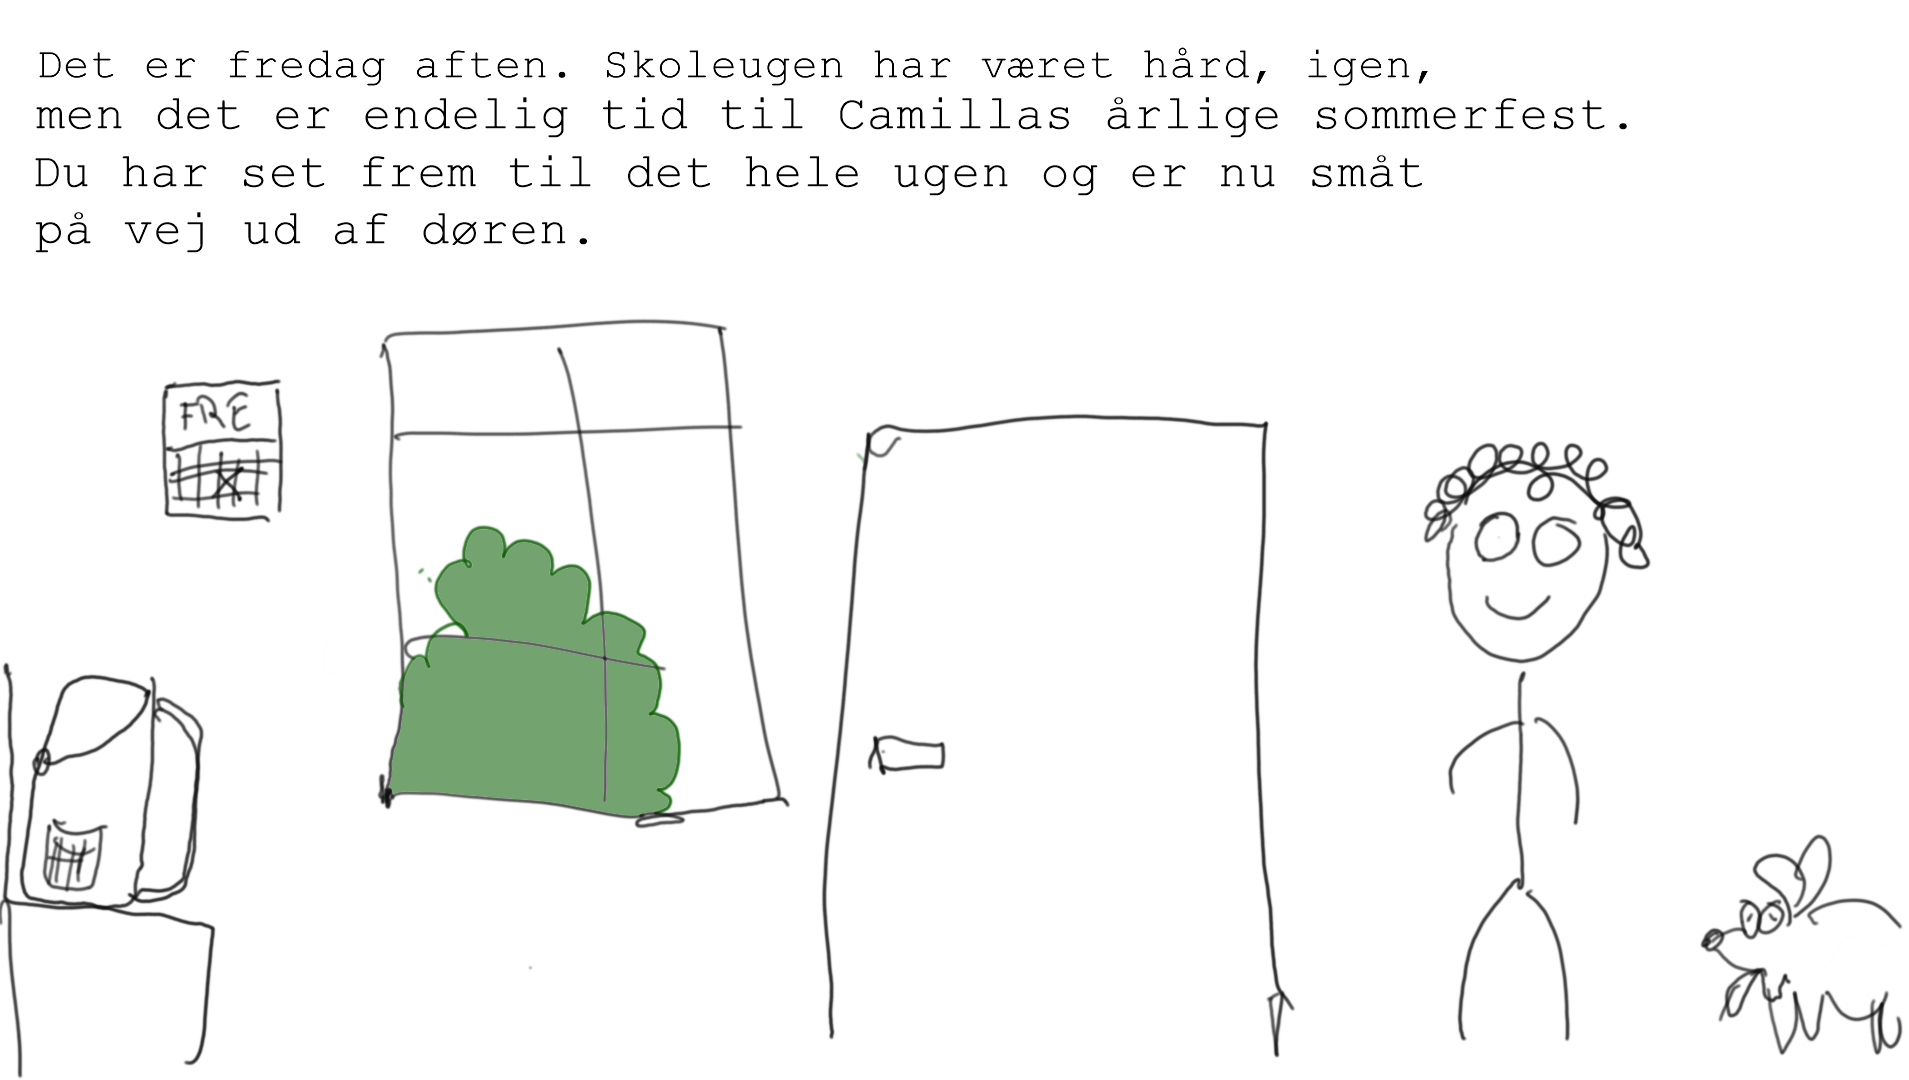 Det er fredag aften. Skoleugen har været hård, igen,
men det er endelig tid til Camillas årlige sommerfest.
Du har set frem til det hele ugen og er nu småt
på vej ud af døren.
FRE